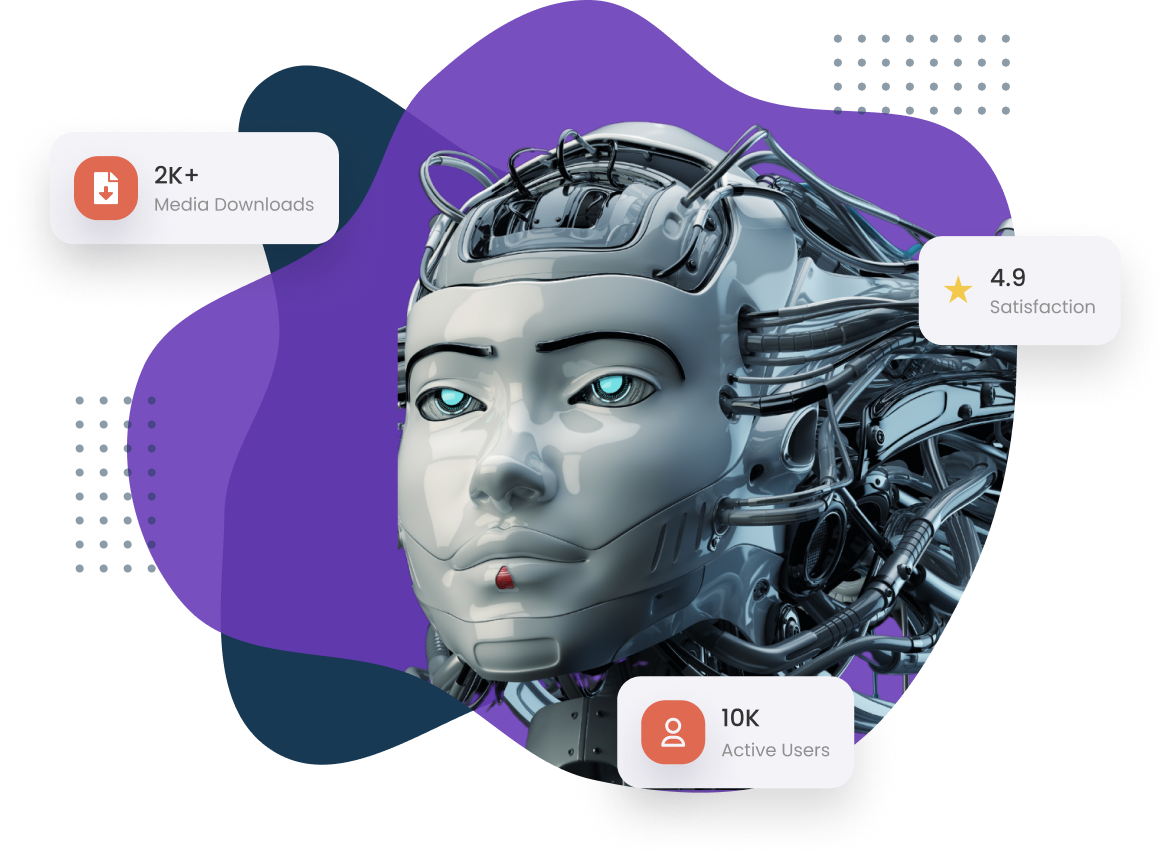 2K+
Media Downloads
4.9
Satisfaction
10K
Active Users